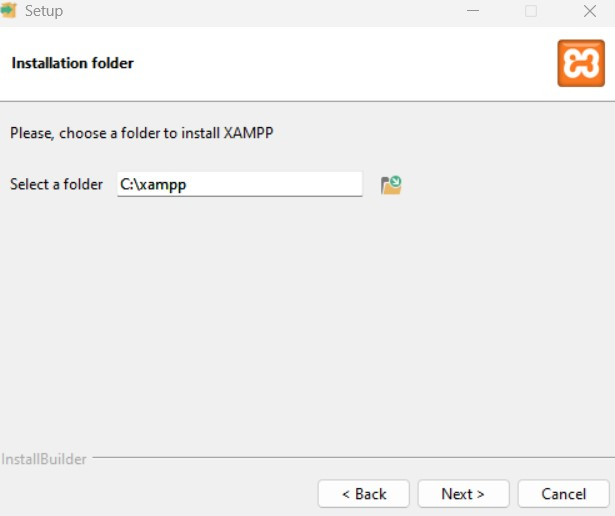 Setup
Installation folder
Please, choose a folder to install XAMPP
Select a folder C:\xampp
InstallBuilder
< Back Next > Cancel